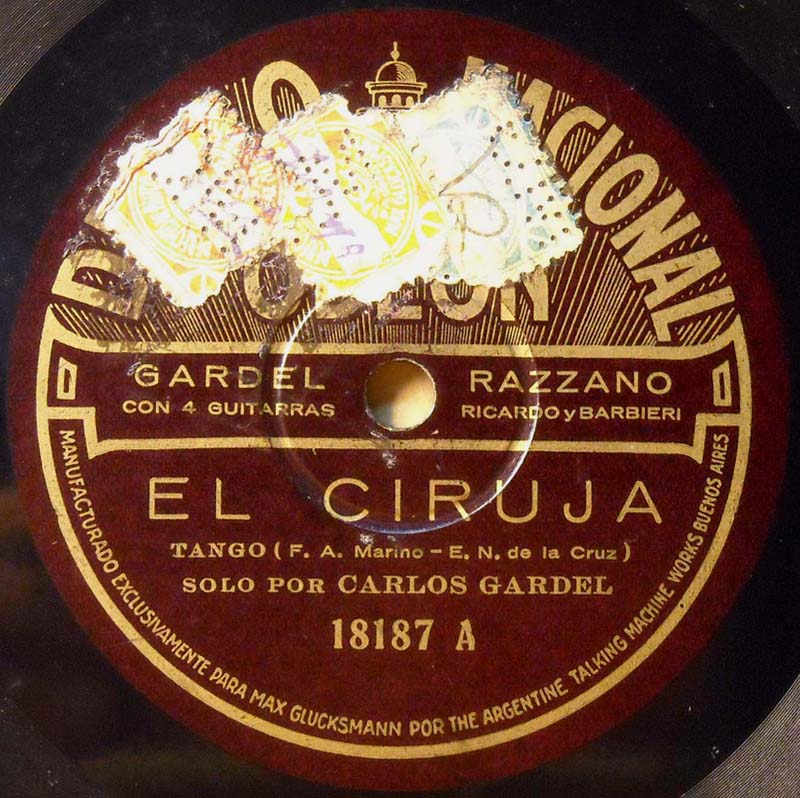 NACIONAL
ODEON
GARDEL RAZZANO
CON 4 GUITARRAS RICARDO y BARBIERI
EL CIRUJA
TANGO ( F. A. Marino – E. N. de la Cruz )
SOLO POR CARLOS GARDEL
18187 A
MANUFACTURADO EXCLUSIVAMENTE PARA MAX GLUCKSMANN POR THE ARGENTINE TALKING MACHINE WORKS BUENOS AIRES